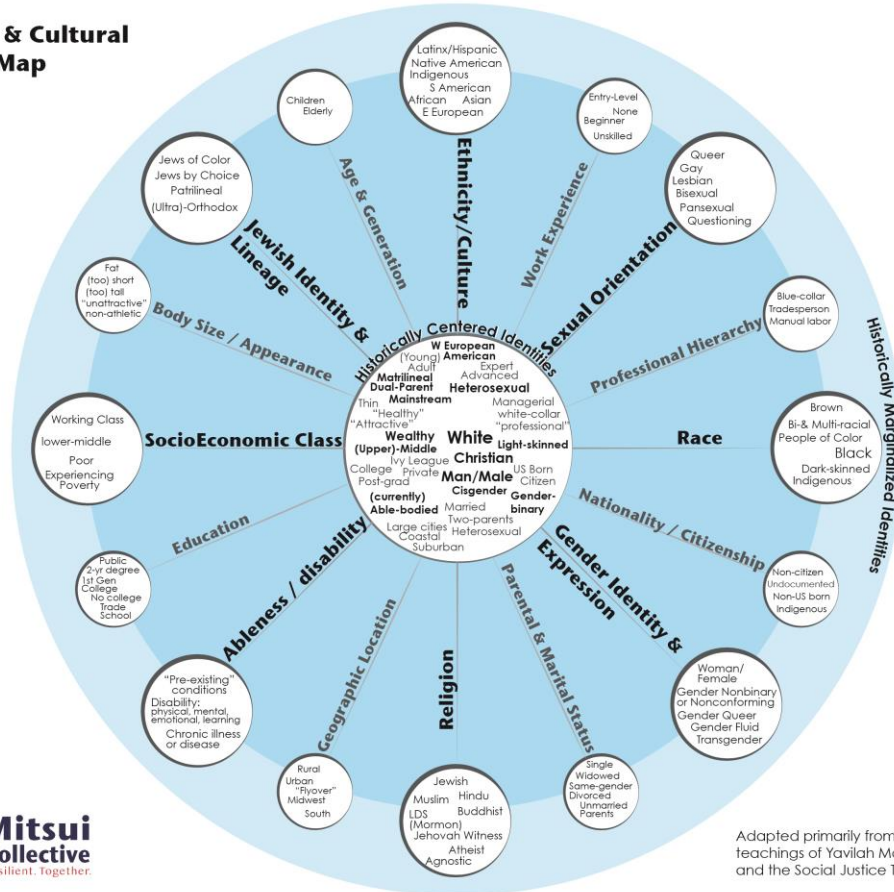 & Cultural
Map
Latinx/Hispanic
Native American
Indigenous
S American
African Asian
E European
Ethnicity/Culture
Entry-Level
None
Beginner
Unskilled
Work Experience
Queer
Gay
Lesbian
Bisexual
Pansexual
Questioning
Sexual Orientation
Blue-collar
Tradesperson
Manual labor
Professional Hierarchy
Historically Marginalized Identities
Brown
Bi-& Multi-racial
People of Color
Black
Dark-skinned
Indigenous
Race
Non-citizen
Undocumented
Non-US born
Indigenous
Nationality / Citizenship
Woman/
Female
Gender Nonbinary
or Nonconforming
Gender Queer
Gender Fluid
Transgender
Gender Identity &
Expression
Single
Widowed
Same-gender
Divorced
Unmarried
Parents
Parental & Marital Status
Jewish
Muslim Hindu
LDS Buddhist
(Mormon)
Jehovah Witness
Atheist
Agnostic
Religion
Rural
Urban
"Flyover"
Midwest
South
Geographic Location
"Pre-existing"
conditions
Disability:
physical, mental,
emotional, learning
Chronic illness
or disease
Ableness / disability
Public
2-yr degree
1st Gen
College
No college
Trade
School
Education
Working Class
lower-middle
Poor
Experiencing
Poverty
SocioEconomic Class
Fat
(too) short
(too) tall
"unattractive"
non-athletic
Body Size / Appearance
Jews of Color
Jews by Choice
Patrilineal
(Ultra)-Orthodox
Jewish Identity &
Lineage
Children
Elderly
Age & Generation
Historically Centered Identities
W European
(Young) American
Adult Expert
Advanced
Matrilineal
Dual-Parent Heterosexual
Mainstream
Thin Managerial
"Healthy" white-collar
"Attractive" "professional"
Wealthy White Light-skinned
(Upper)-Middle
Ivy League Christian
College Private US Born
Post-grad Man/Male Citizen
Cisgender
(currently) Gender-
Able-bodied Married binary
Two-parents
Large cities Heterosexual
Coastal
Suburban
Mitsui
ollective
silient. Together.
Adapted primarily from
teachings of Yavilah Mc
and the Social Justice T